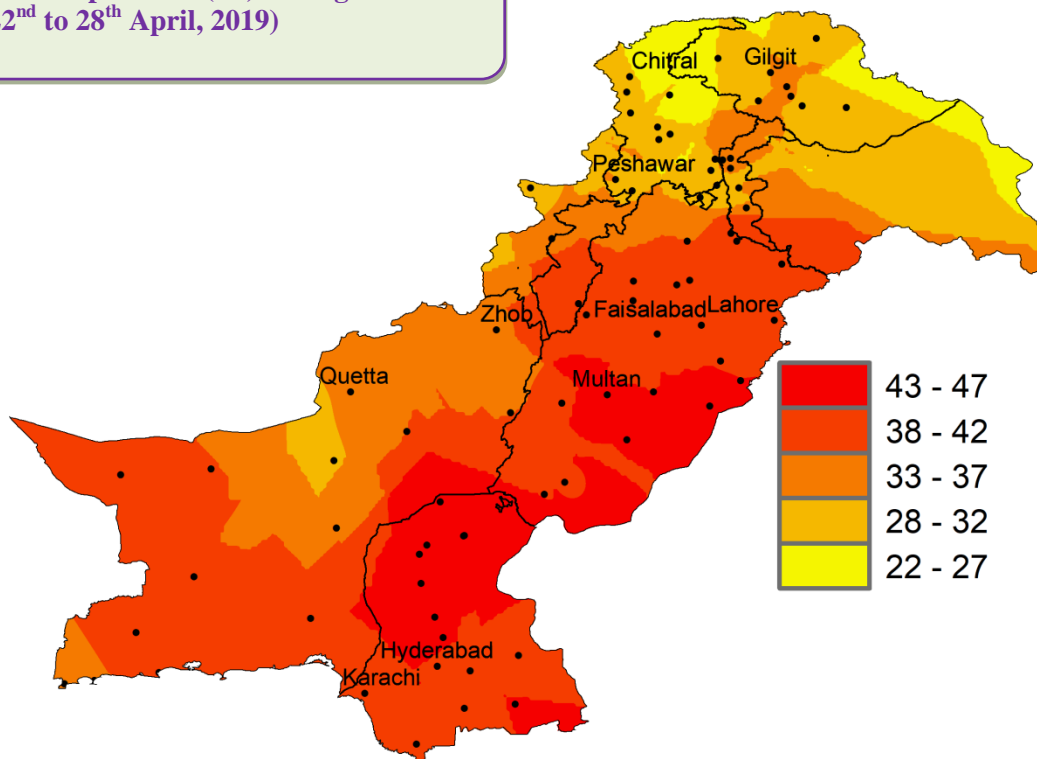 2nd to 28th April, 2019)
Chitral
Gilgit
Peshawar
Zhob
Faisalabad
Lahore
Quetta
Multan
Hyderabad
Karachi
43 - 47
38 - 42
33 - 37
28 - 32
22 - 27